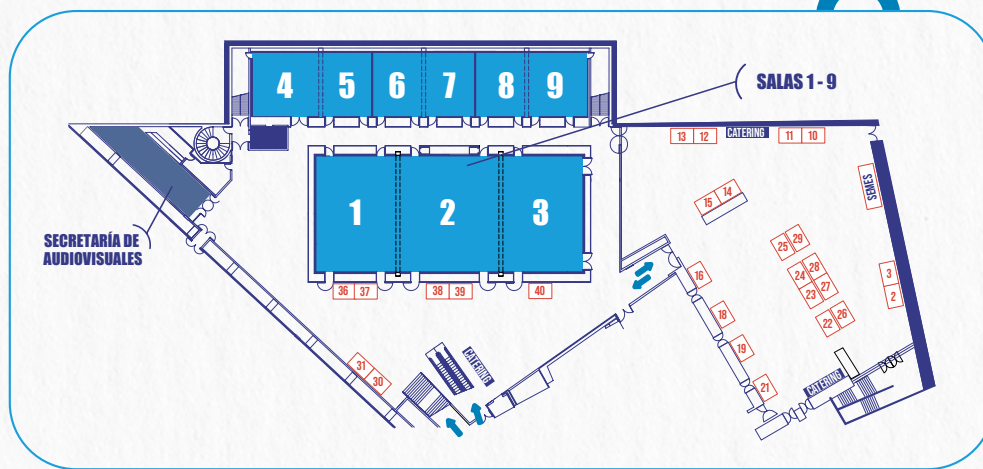 4 5 6 7 8 9
SALAS 1 - 9
13 12 CATERING 11 10
SEMES
1 2 3
15 14
SECRETARÍA DE
AUDIOVISUALES
25 29
24 28
23 27
22 26
3
2
16
18
19
21
36 37 38 39 40
31
30
CATERING
CATERING